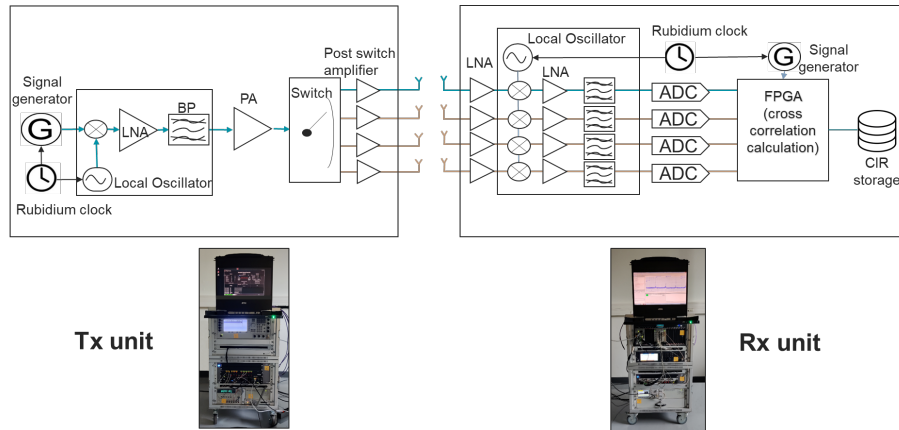 Signal
generator
G
Rubidium clock
LNA
BP
Local Oscillator
PA
Switch
Post switch
amplifier
LNA
Local Oscillator
LNA
Rubidium clock
G
Signal
generator
ADC
ADC
ADC
ADC
FPGA
(cross
correlation
calculation)
CIR
storage
Tx unit
Rx unit